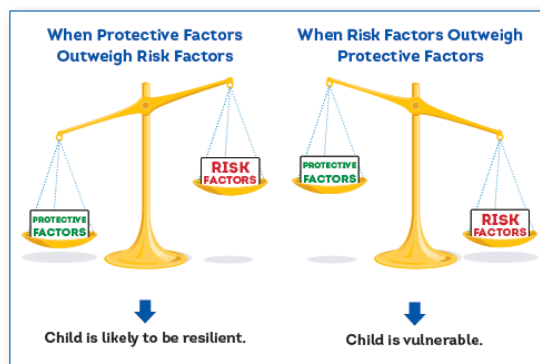 When Protective Factors
Outweigh Risk Factors
When Risk Factors Outweigh
Protective Factors
RISK
FACTORS
PROTECTIVE
FACTORS
PROTECTIVE
FACTORS
RISK
FACTORS
Child is likely to be resilient.
Child is vulnerable.